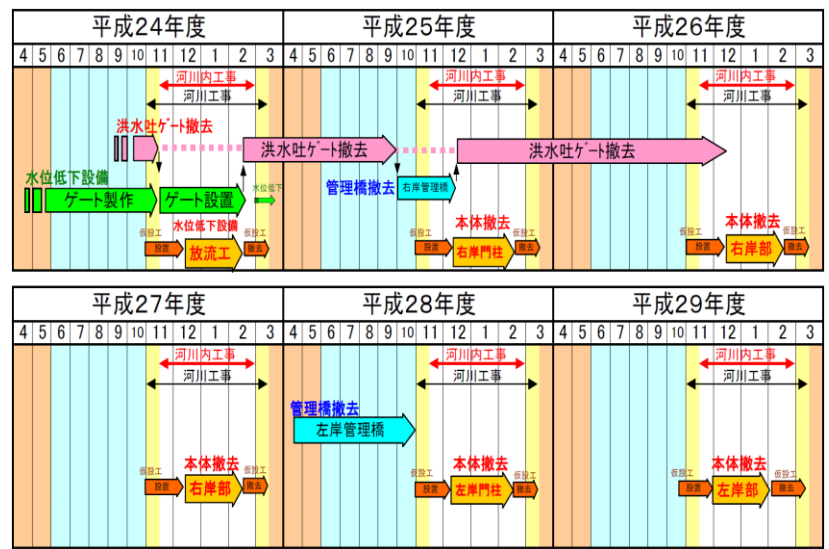 平成24年度 平成25年度 平成26年度
4 5 6 7 8 9 10 11 12 1 2 3 4 5 6 7 8 9 10 11 12 1 2 3 4 5 6 7 8 9 10 11 12 1 2 3
河川内工事 河川内工事 河川内工事
河川工事 河川工事 河川工事
洪水吐ゲート撤去
洪水吐ゲート撤去 洪水吐ゲート撤去
水位低下設備
ゲート製作 ゲート設置 水位低下
管理橋撤去 右岸管理橋
水位低下設備 本体撤去 本体撤去
仮設工 仮設工 仮設工 仮設工 仮設工
設置 放流工 撤去 設置 右岸門柱 撤去 設置 右岸部 撤去
平成27年度 平成28年度 平成29年度
4 5 6 7 8 9 10 11 12 1 2 3 4 5 6 7 8 9 10 11 12 1 2 3 4 5 6 7 8 9 10 11 12 1 2 3
河川内工事 河川内工事 河川内工事
河川工事 河川工事 河川工事
管理橋撤去
左岸管理橋
本体撤去 本体撤去 本体撤去
仮設工 仮設工 仮設工 仮設工 仮設工 仮設工
設置 右岸部 撤去 設置 左岸門柱 撤去 設置 左岸部 撤去